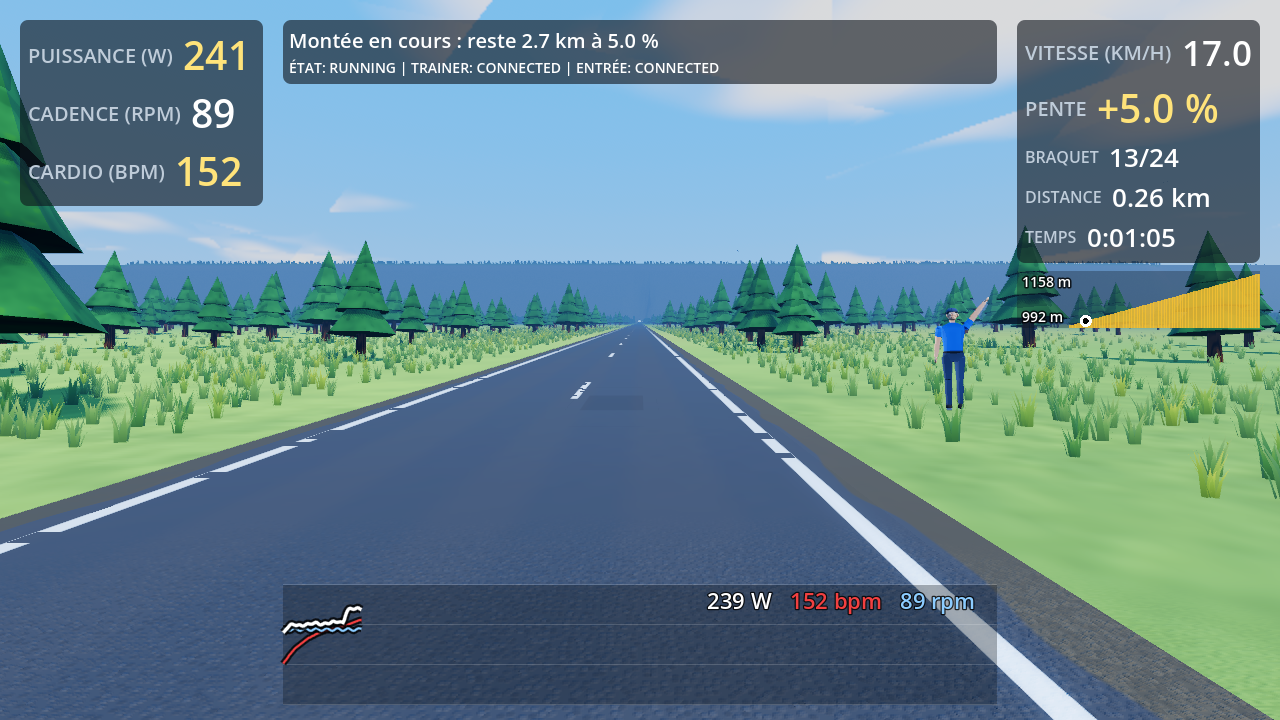 PUISSANCE (W) 241
CADENCE (RPM) 89
CARDIO (BPM) 152
Montée en cours : reste 2.7 km à 5.0 %
ÉTAT: RUNNING | TRAINER: CONNECTED | ENTRÉE: CONNECTED
VITESSE (KM/H) 17.0
PENTE +5.0 %
BRAQUET 13/24
DISTANCE 0.26 km
TEMPS 0:01:05
1158 m
992 m
239 W 152 bpm 89 rpm